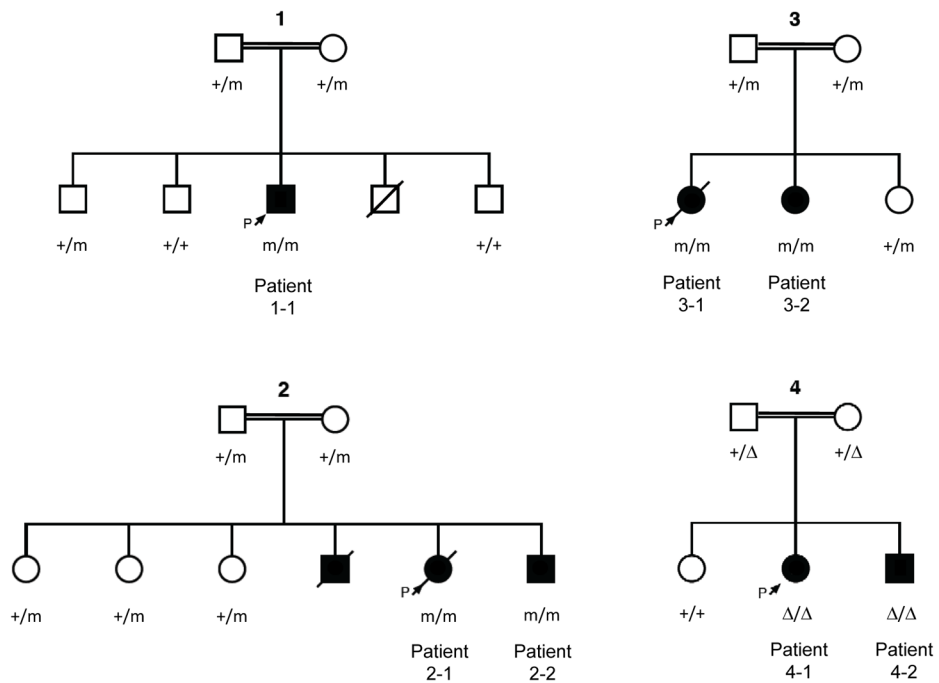 1
+/m +/m
P
+/m +/+ m/m +/+
Patient
1-1
3
+/m +/m
P
m/m m/m +/m
Patient Patient
3-1 3-2
2
+/m +/m
P
+/m +/m +/m m/m m/m
Patient Patient
2-1 2-2
4
+/Δ +/Δ
P
+/+ Δ/Δ Δ/Δ
Patient Patient
4-1 4-2